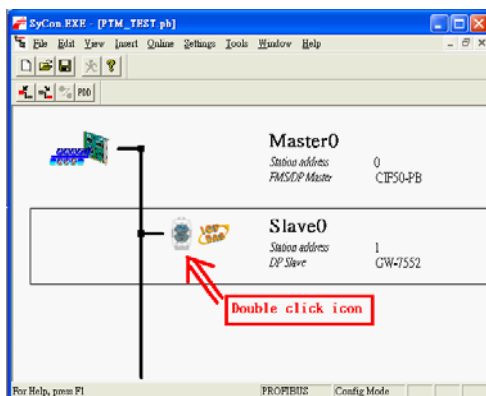 SyCon.EXE - [PTM_TEST.pb]
File Edit View Insert Online Settings Tools Window Help
PDD
Master0
Station address 0
FMS/DP Master CIF50-PB
Slave0
Station address 1
DP Slave GW-7552
Double click icon
For Help, press F1 PROFIBUS Config Mode